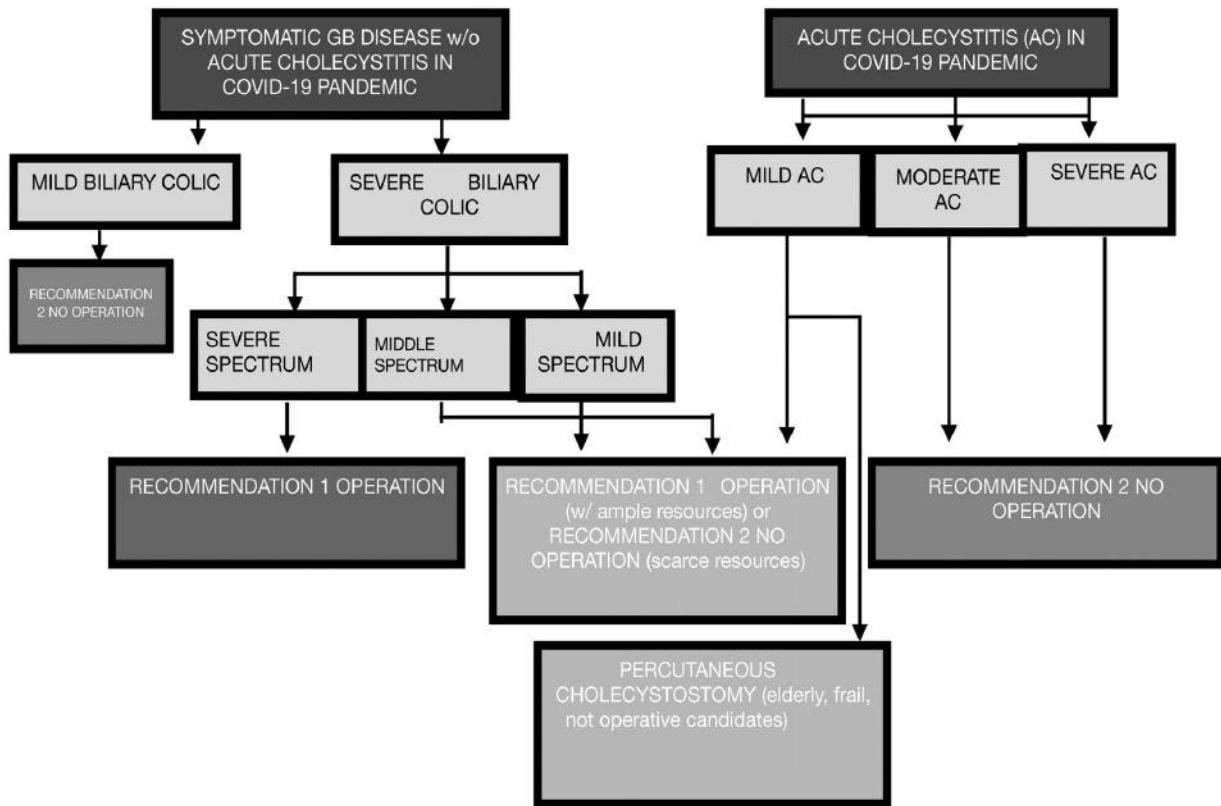 SYMPTOMATIC GB DISEASE w/o
ACUTE CHOLECYSTITIS IN
COVID-19 PANDEMIC
ACUTE CHOLECYSTITIS (AC) IN
COVID-19 PANDEMIC
MILD BILIARY COLIC
SEVERE BILIARY
COLIC
MILD AC
MODERATE
AC
SEVERE AC
RECOMMENDATION
2 NO OPERATION
SEVERE
SPECTRUM
MIDDLE
SPECTRUM
MILD
SPECTRUM
RECOMMENDATION 1 OPERATION
RECOMMENDATION 1 OPERATION
(w/ ample resources) or
RECOMMENDATION 2 NO
OPERATION (scarce resources)
RECOMMENDATION 2 NO
OPERATION
PERCUTANEOUS
CHOLECYSTOSTOMY (elderly, frail,
not operative candidates)